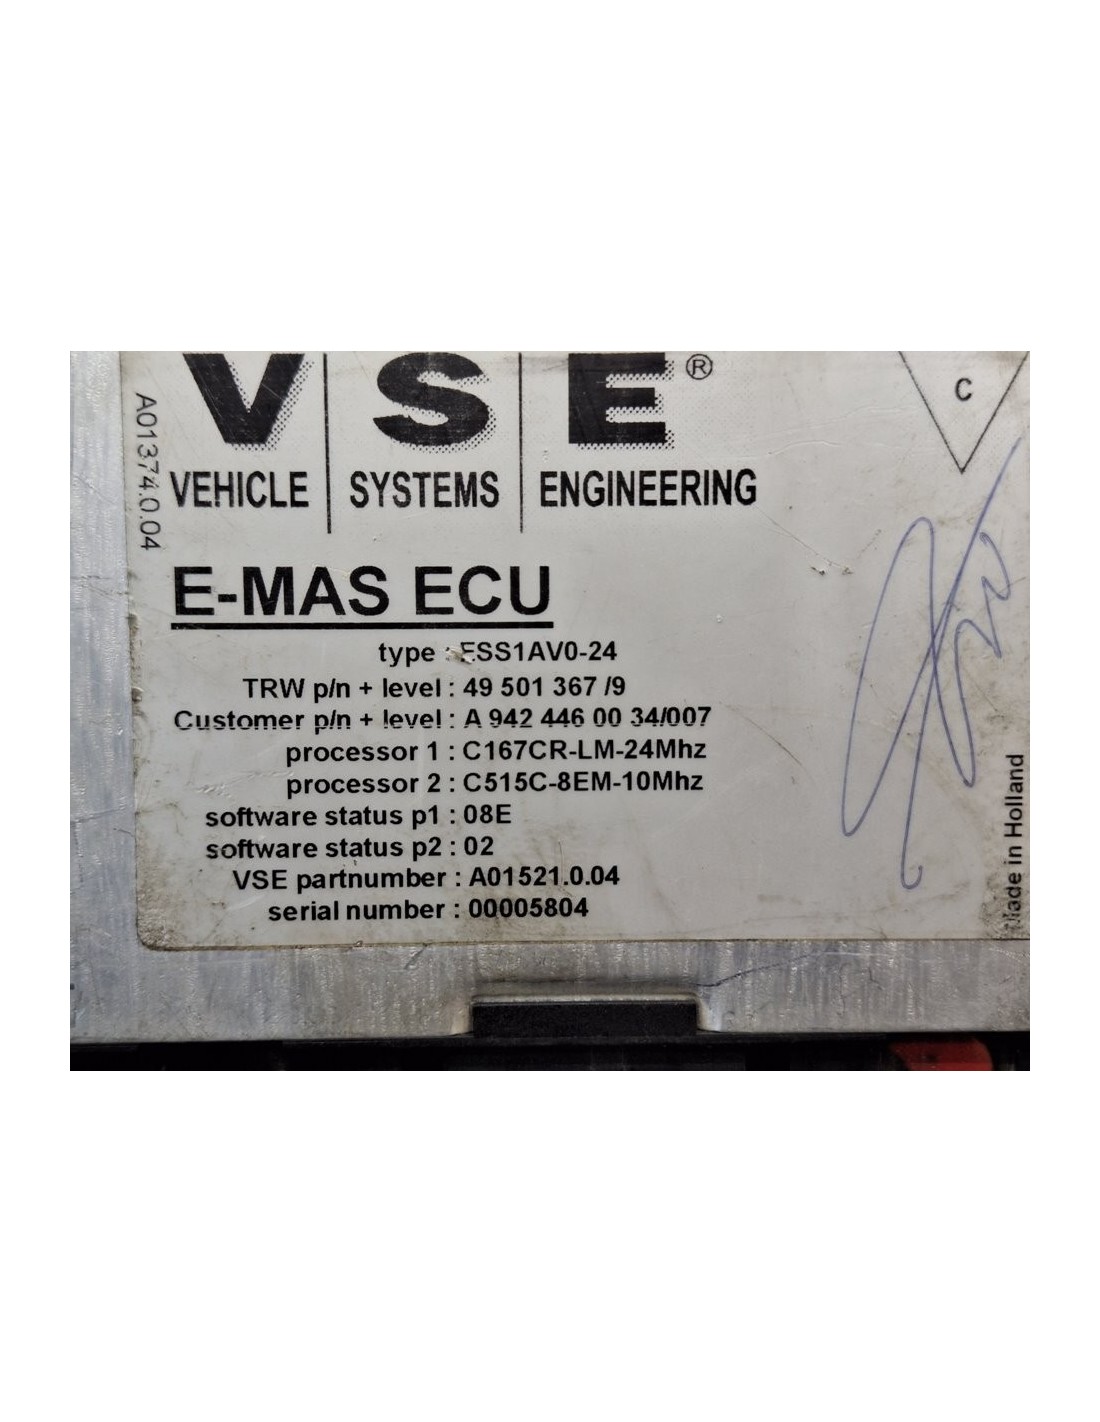 VSE®
VEHICLE SYSTEMS ENGINEERING
C
A01374.0.04
E-MAS ECU
type : ESS1AV0-24
TRW p/n + level : 49 501 367 /9
Customer p/n + level : A 942 446 00 34/007
processor 1 : C167CR-LM-24Mhz
processor 2 : C515C-8EM-10Mhz
software status p1 : 08E
software status p2 : 02
VSE partnumber : A01521.0.04
serial number : 00005804
Made in Holland